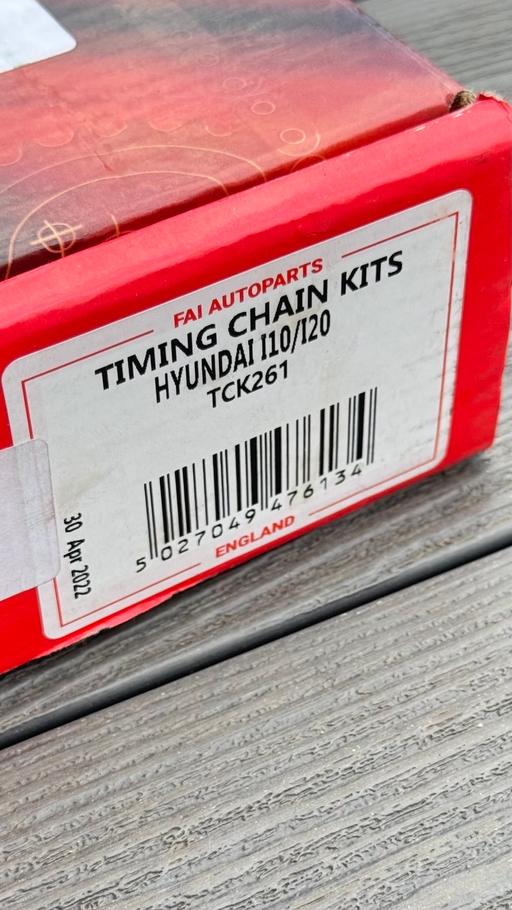 FAI AUTOPARTS
TIMING CHAIN KITS
HYUNDAI I10/I20
TCK261
5 027049 476134
ENGLAND
30 Apr 2022